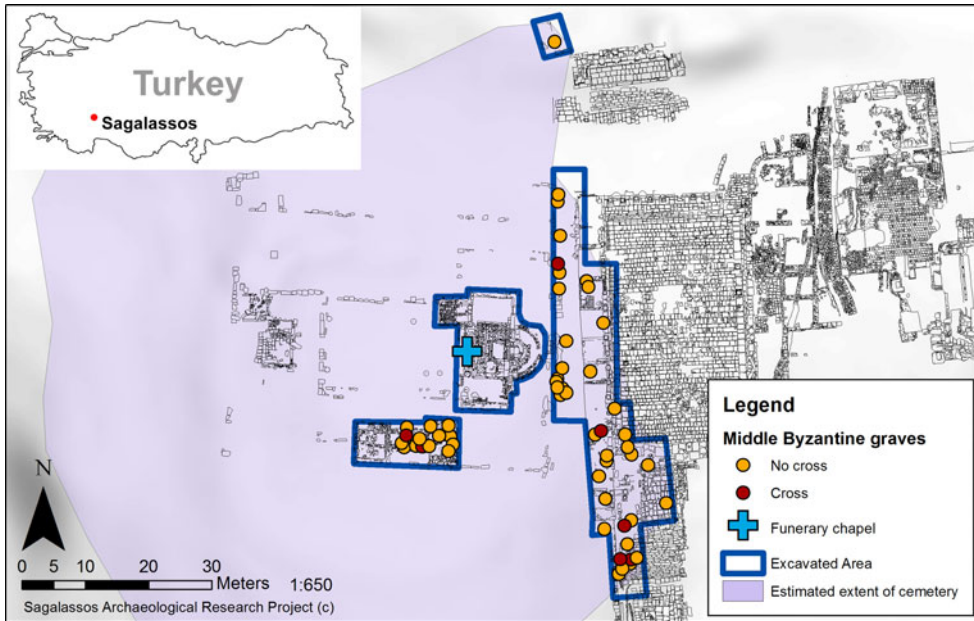 Turkey
Sagalassos
N
0 5 10 20 30
Meters 1:650
Sagalassos Archaeological Research Project (c)
Legend
Middle Byzantine graves
No cross
Cross
Funerary chapel
Excavated Area
Estimated extent of cemetery